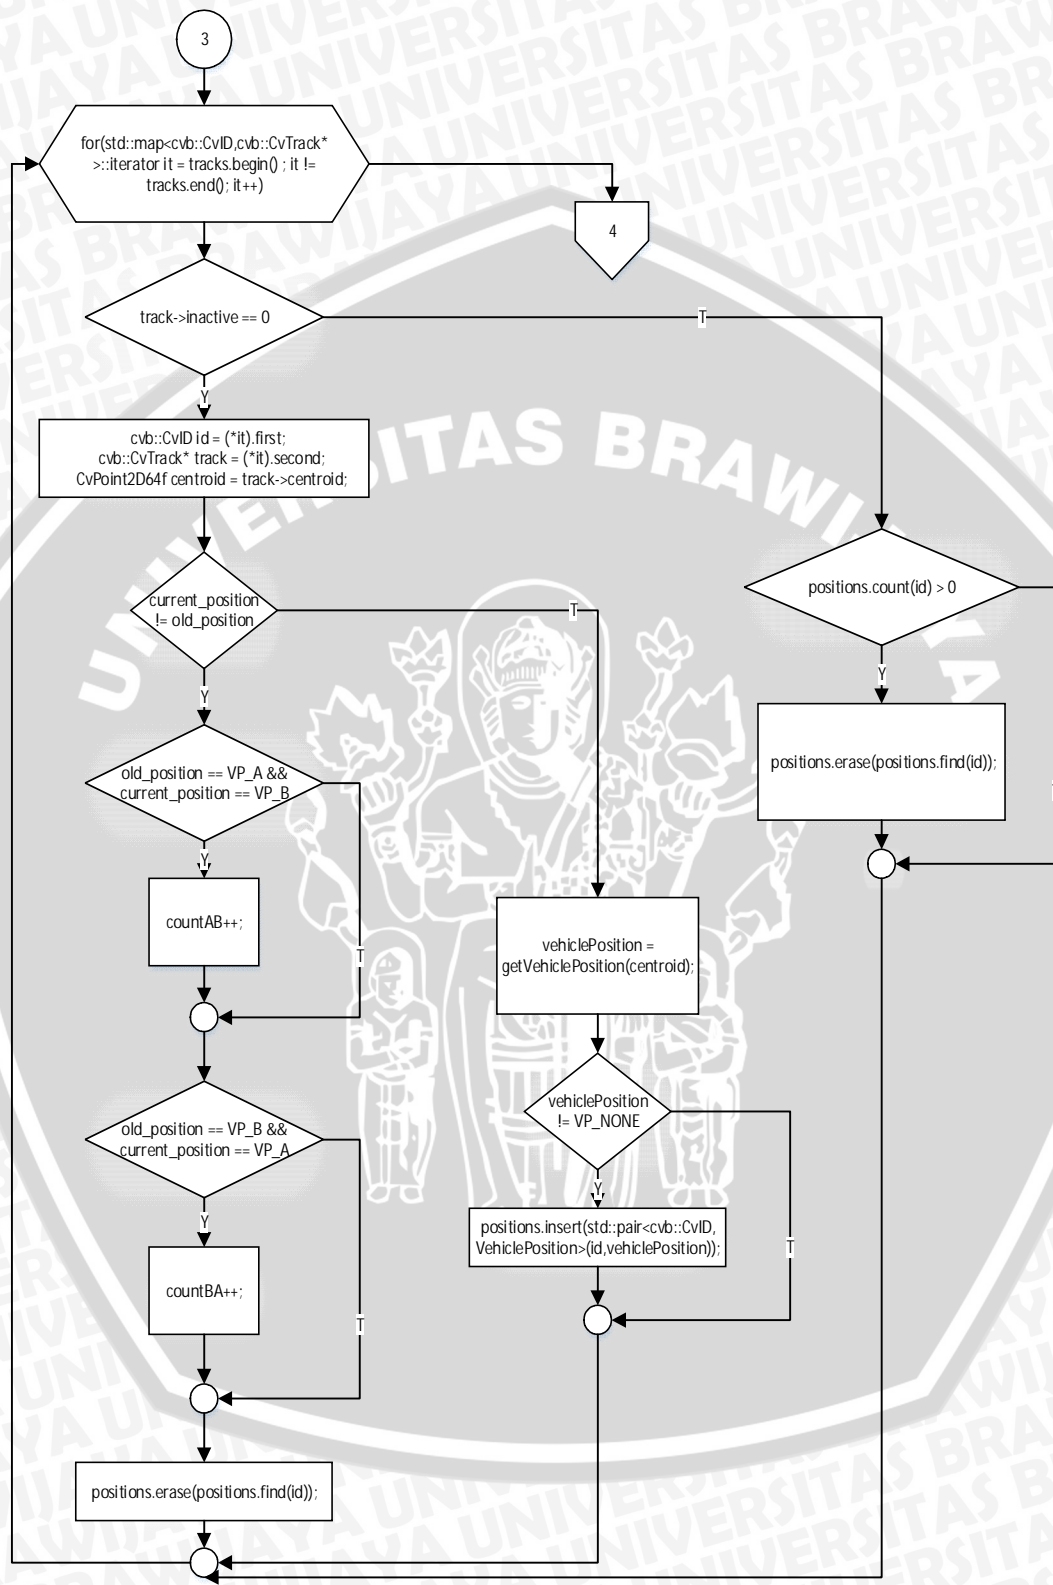 3
for(std::map<cvb::CvID,cvb::CvTrack*
>::iterator it = tracks.begin() ; it !=
tracks.end(); it++)
4
track->inactive == 0
T
Y
cvb::CvID id = (*it).first;
cvb::CvTrack* track = (*it).second;
CvPoint2D64f centroid = track->centroid;
UNIVERSITAS BRAWIJAYA
current_position
!= old_position
T
Y
positions.count(id) > 0
Y
positions.erase(positions.find(id));
old_position == VP_A &&
current_position == VP_B
Y
countAB++;
T
vehiclePosition =
getVehiclePosition(centroid);
vehiclePosition
!= VP_NONE
Y
T
positions.insert(std::pair<cvb::CvID,
VehiclePosition>(id,vehiclePosition));
old_position == VP_B &&
current_position == VP_A
Y
countBA++;
T
positions.erase(positions.find(id));